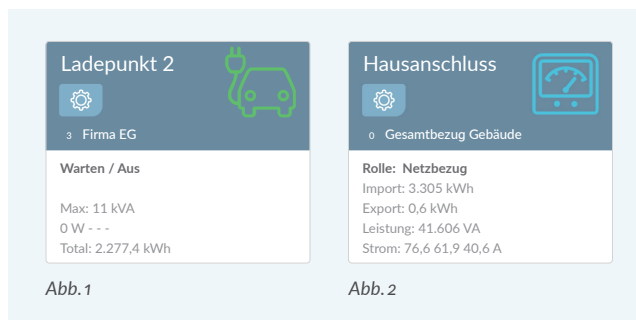 Ladepunkt 2
3 Firma EG
Warten / Aus
Max: 11 kVA
0 W - - -
Total: 2.277,4 kWh
Abb. 1
Hausanschluss
0 Gesamtbezug Gebäude
Rolle: Netzbezug
Import: 3.305 kWh
Export: 0,6 kWh
Leistung: 41.606 VA
Strom: 76,6 61,9 40,6 A
Abb. 2